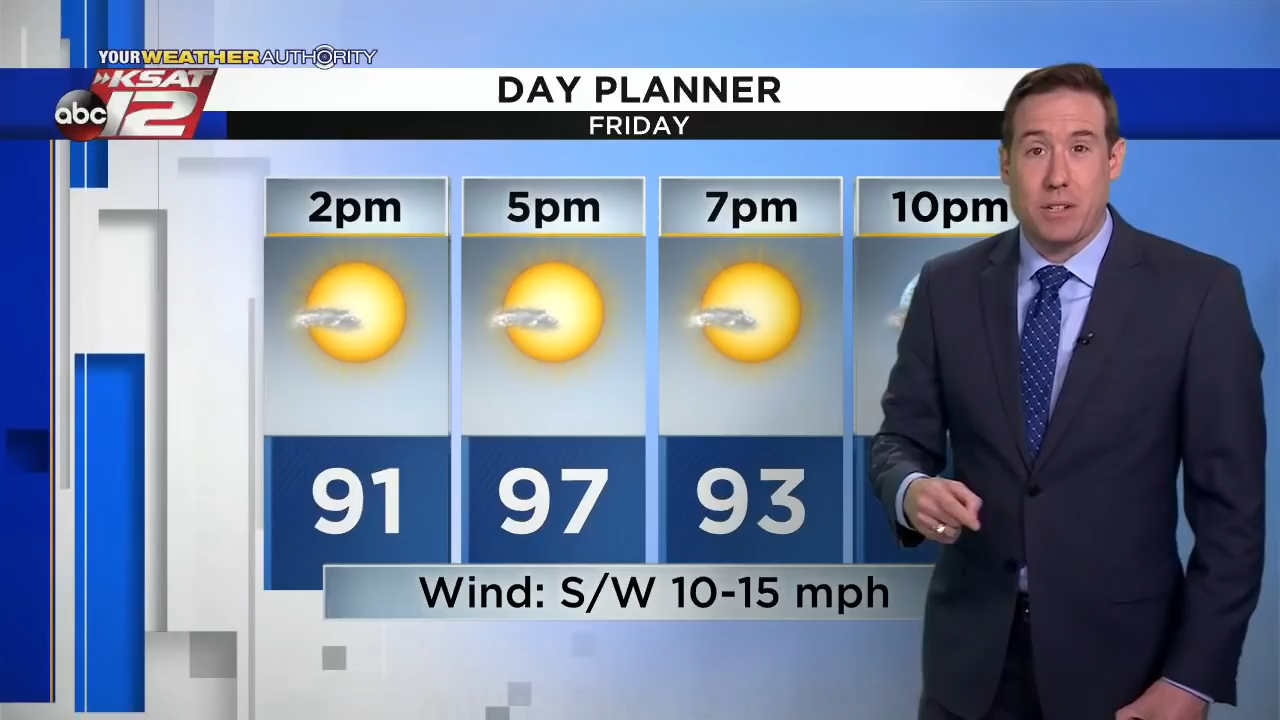 YOURWEATHERAUTHORITY
KSAT
abc 12
DAY PLANNER
FRIDAY
2pm 5pm 7pm 10pm
91 97 93
Wind: S/W 10-15 mph